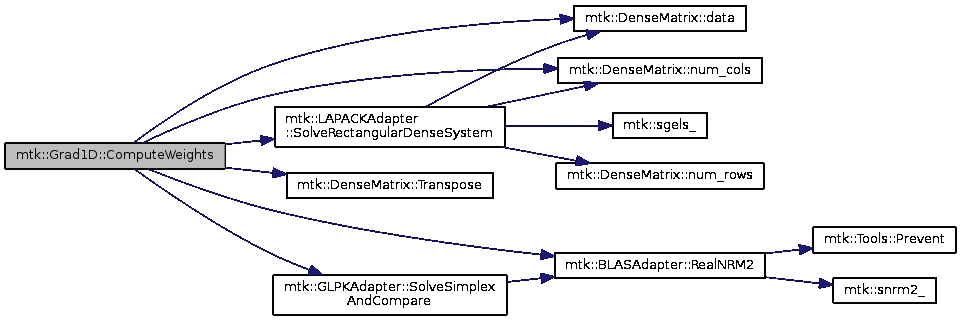 mtk::DenseMatrix::data
mtk::DenseMatrix::num_cols
mtk::LAPACKAdapter
::SolveRectangularDenseSystem
mtk::sgels_
mtk::Grad1D::ComputeWeights
mtk::DenseMatrix::num_rows
mtk::DenseMatrix::Transpose
mtk::Tools::Prevent
mtk::BLASAdapter::RealNRM2
mtk::GLPKAdapter::SolveSimplex
AndCompare
mtk::snrm2_